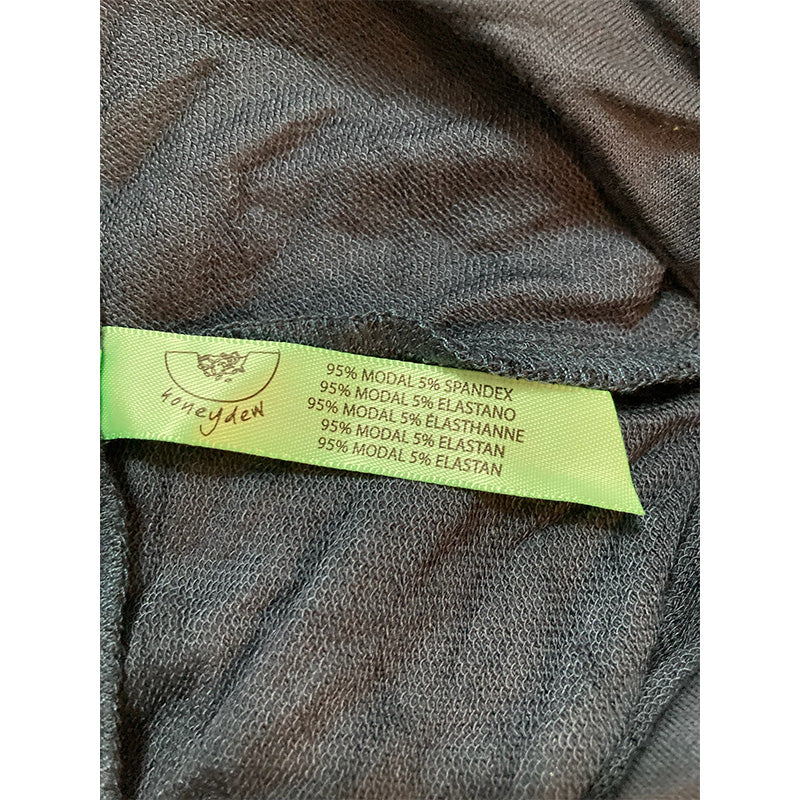 honeydew
95% MODAL 5% SPANDEX
95% MODAL 5% ELASTANO
95% MODAL 5% ÉLASTHANNE
95% MODAL 5% ELASTAN
95% MODAL 5% ELASTAN